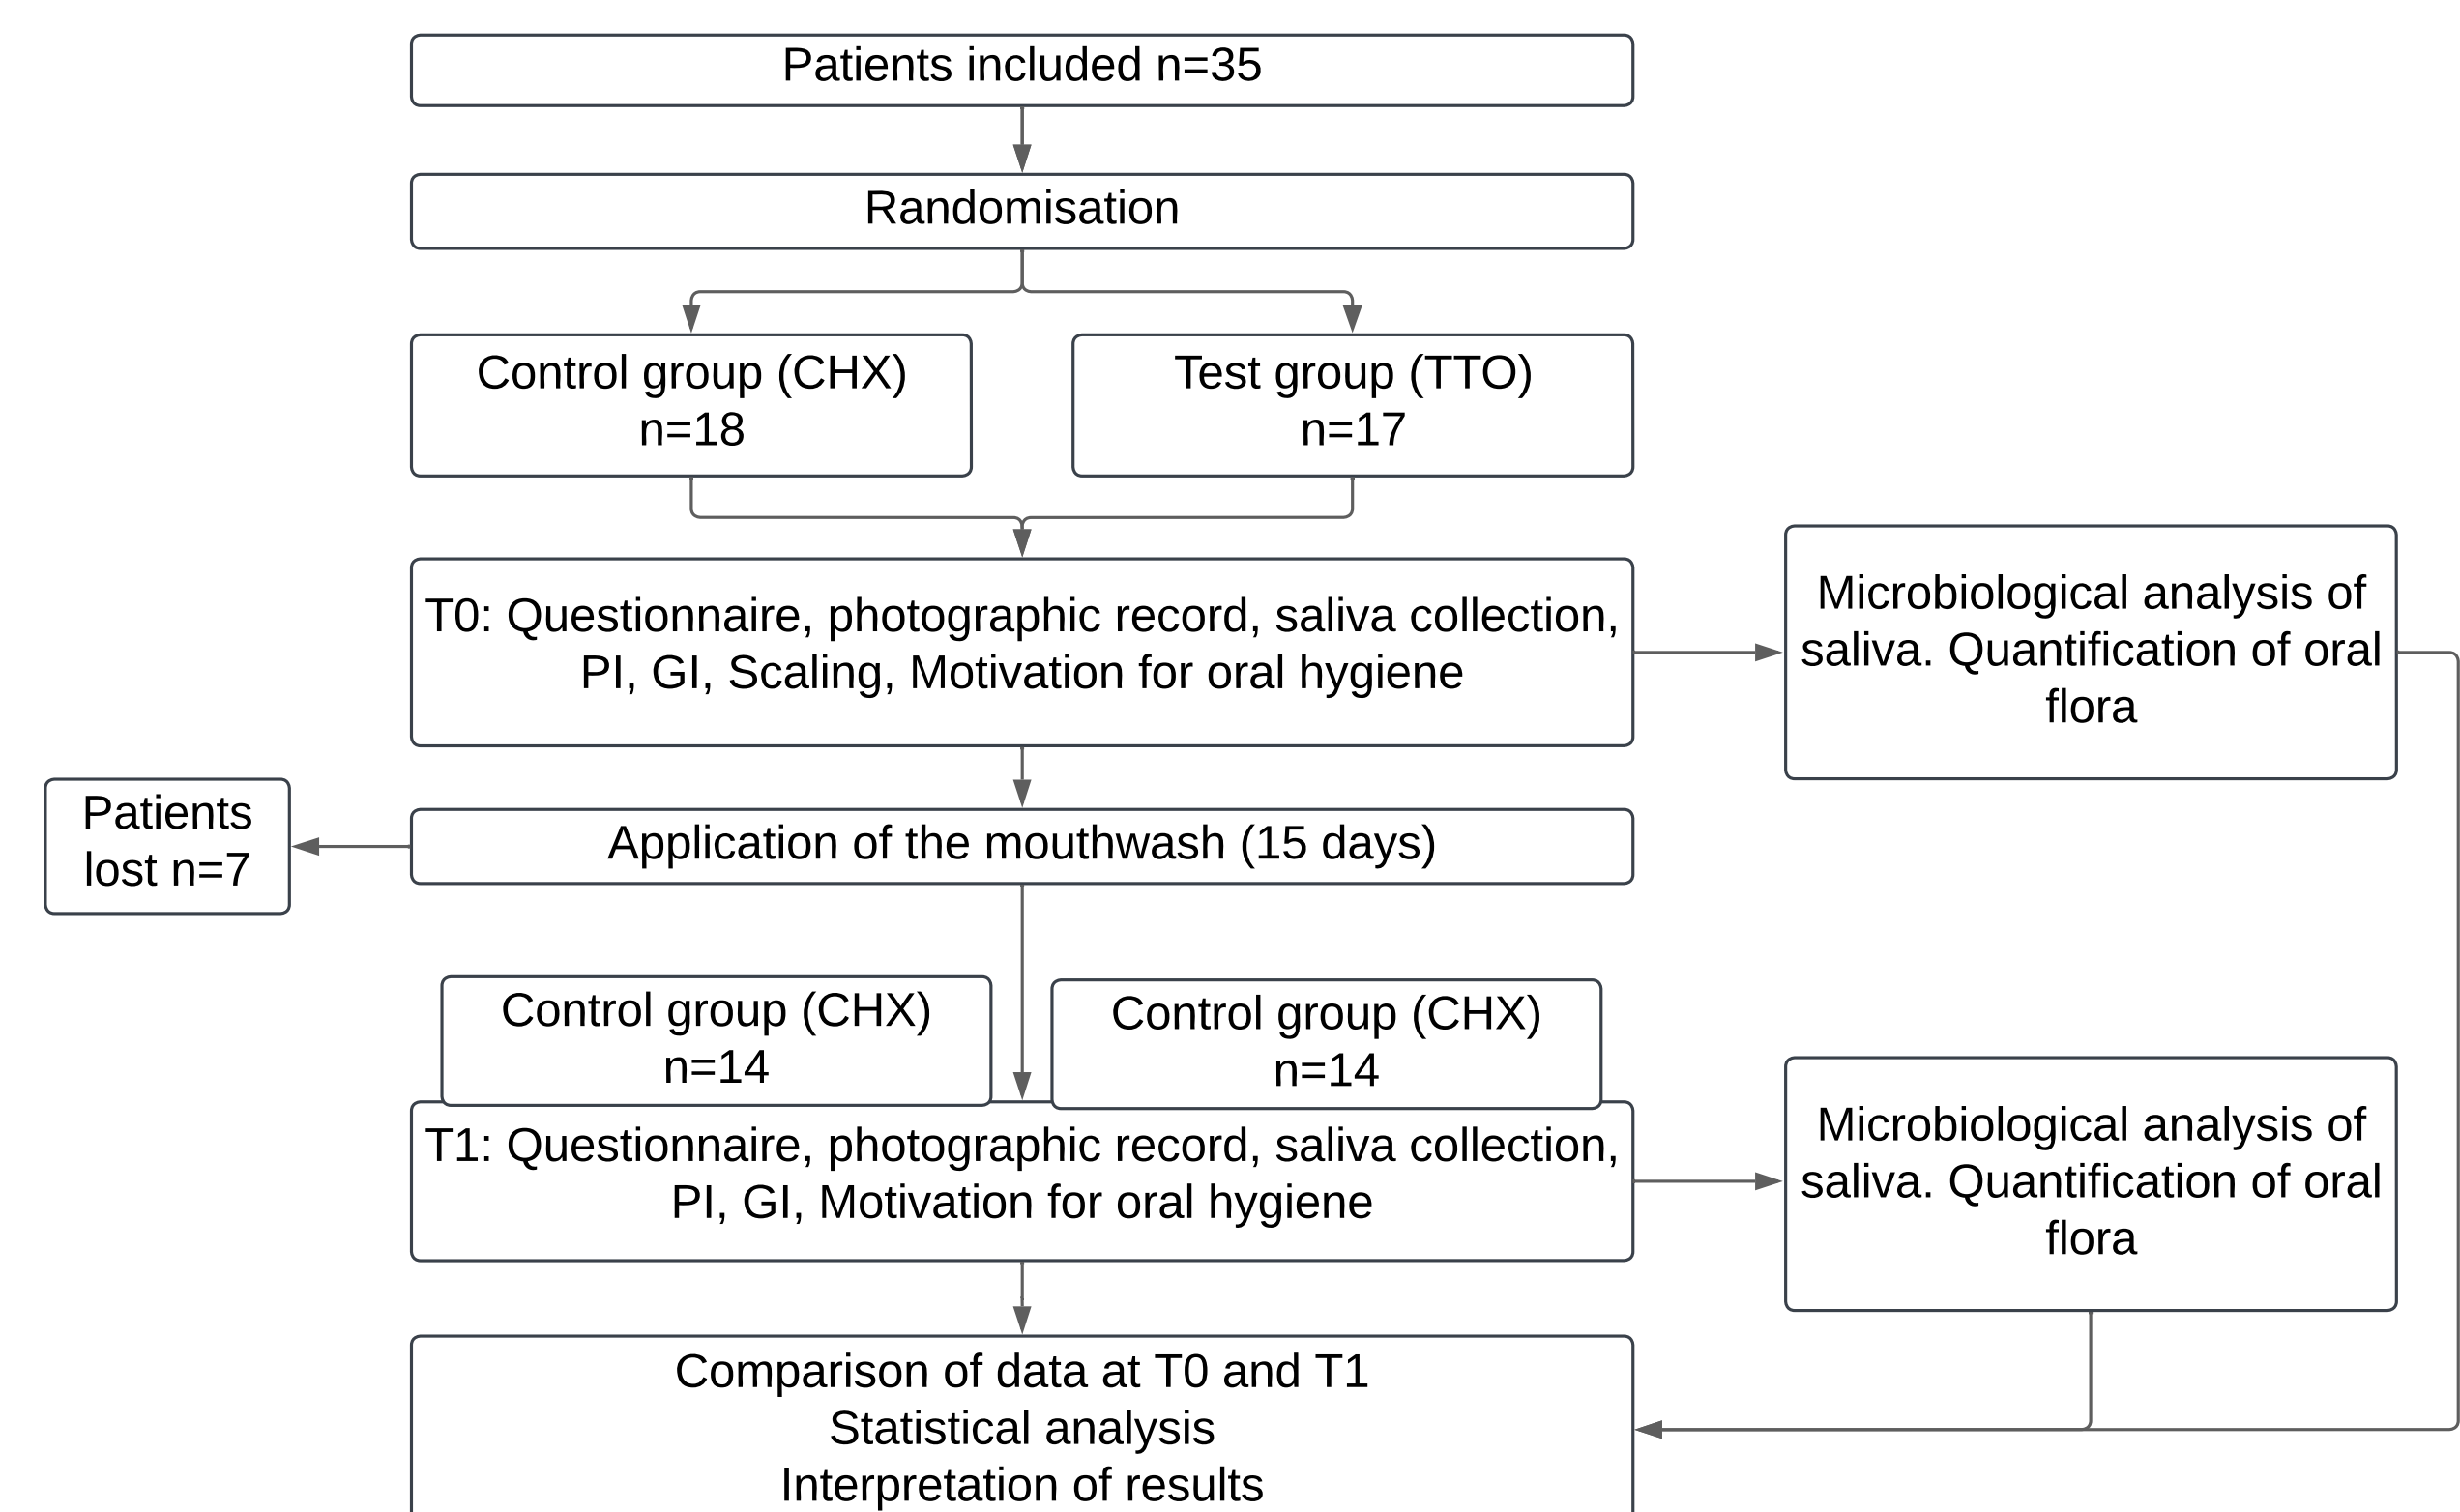 Patients included n=35
Randomisation
Control group (CHX)
n=18
Test group (TTO)
n=17
T0: Questionnaire, photographic record, saliva collection,
PI, GI, Scaling, Motivation for oral hygiene
Microbiological analysis of
saliva. Quantification of oral
flora
Patients
lost n=7
Application of the mouthwash (15 days)
Control group (CHX)
n=14
Control group (CHX)
n=14
T1: Questionnaire, photographic record, saliva collection,
PI, GI, Motivation for oral hygiene
Microbiological analysis of
saliva. Quantification of oral
flora
Comparison of data at T0 and T1
Statistical analysis
Interpretation of results